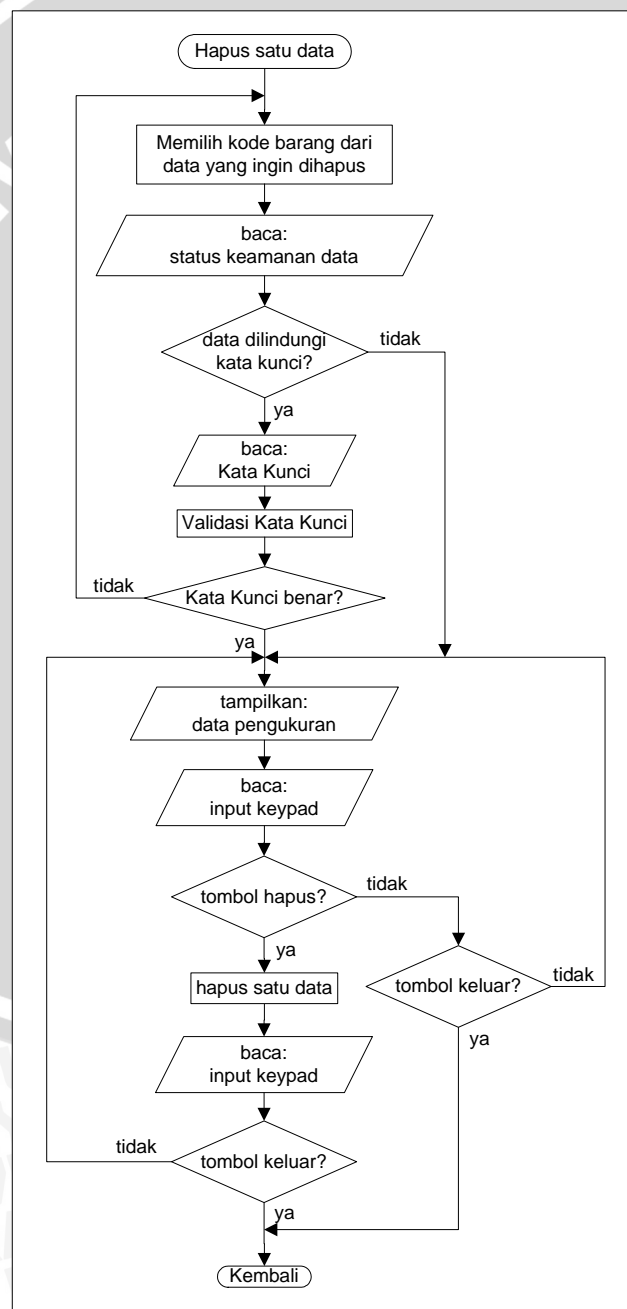 Hapus satu data
Memilih kode barang dari
data yang ingin dihapus
baca:
status keamanan data
data dilindungi
kata kunci?
tidak
ya
baca:
Kata Kunci
Validasi Kata Kunci
tidak
Kata Kunci benar?
ya
tampilkan:
data pengukuran
baca:
input keypad
tombol hapus?
tidak
ya
hapus satu data
tombol keluar?
tidak
ya
baca:
input keypad
tidak
tombol keluar?
ya
Kembali